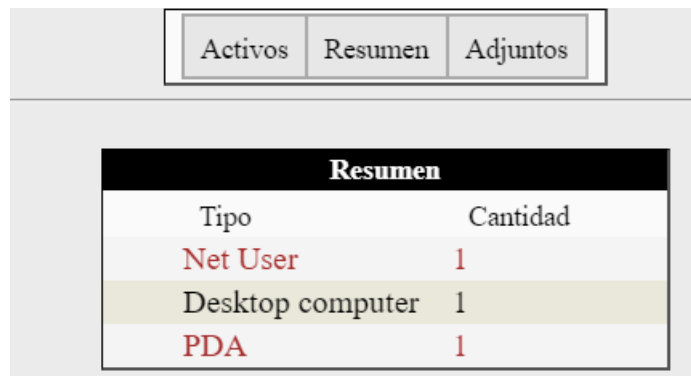 Activos Resumen Adjuntos
Resumen
Tipo Cantidad
Net User 1
Desktop computer 1
PDA 1